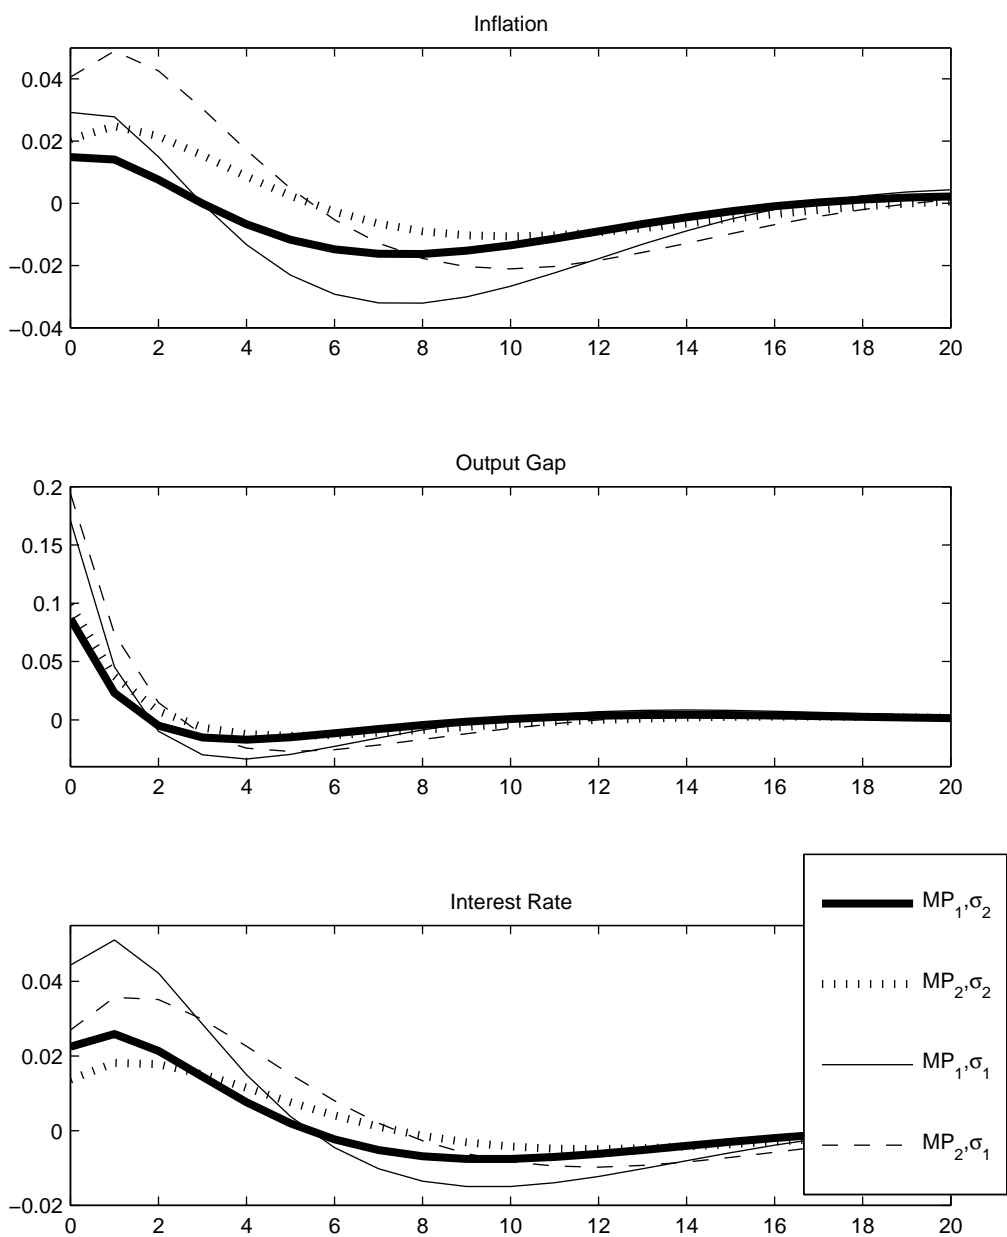 Inflation
0.04
0.02
0
−0.02
−0.04
0 2 4 6 8 10 12 14 16 18 20
Output Gap
0.2
0.15
0.1
0.05
0
0 2 4 6 8 10 12 14 16 18 20
Interest Rate
0.04
0.02
0
−0.02
0 2 4 6 8 10 12 14 16 18 20
MP1,σ2
MP2,σ2
MP1,σ1
MP2,σ1